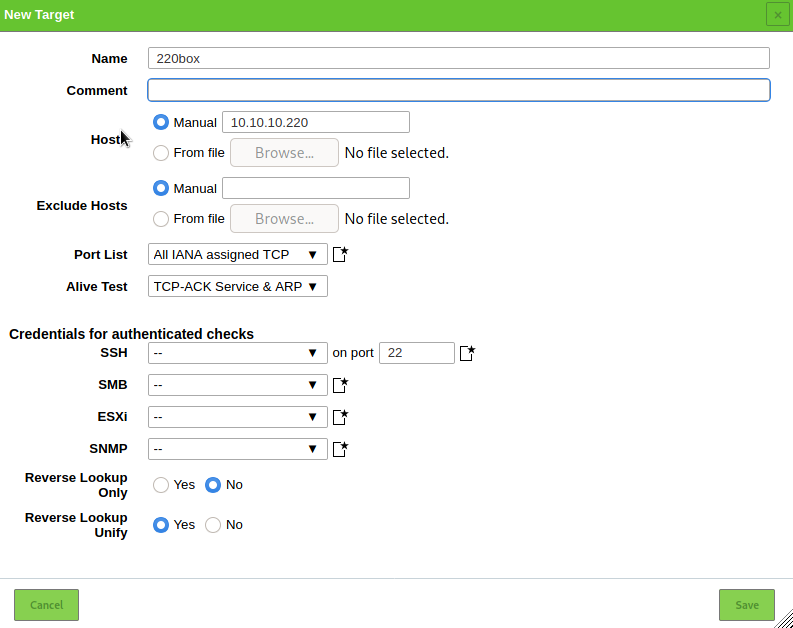 New Target ×
Name 220box
Comment
Hosts Manual 10.10.10.220
From file Browse... No file selected.
Exclude Hosts Manual
From file Browse... No file selected.
Port List All IANA assigned TCP ▼
Alive Test TCP-ACK Service & ARP ▼
Credentials for authenticated checks
SSH -- ▼ on port 22
SMB -- ▼
ESXi -- ▼
SNMP -- ▼
Reverse Lookup
Only Yes No
Reverse Lookup
Unify Yes No
Cancel Save